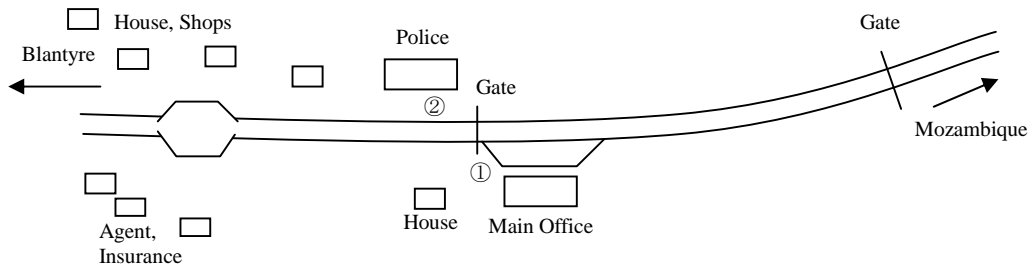 House, Shops
Police
Gate
Blantyre
Gate
②
Mozambique
①
House
Main Office
Agent,
Insurance